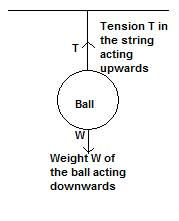 Tension T in
the string
acting
upwards
T
Ball
W
Weight W of
the ball acting
downwards